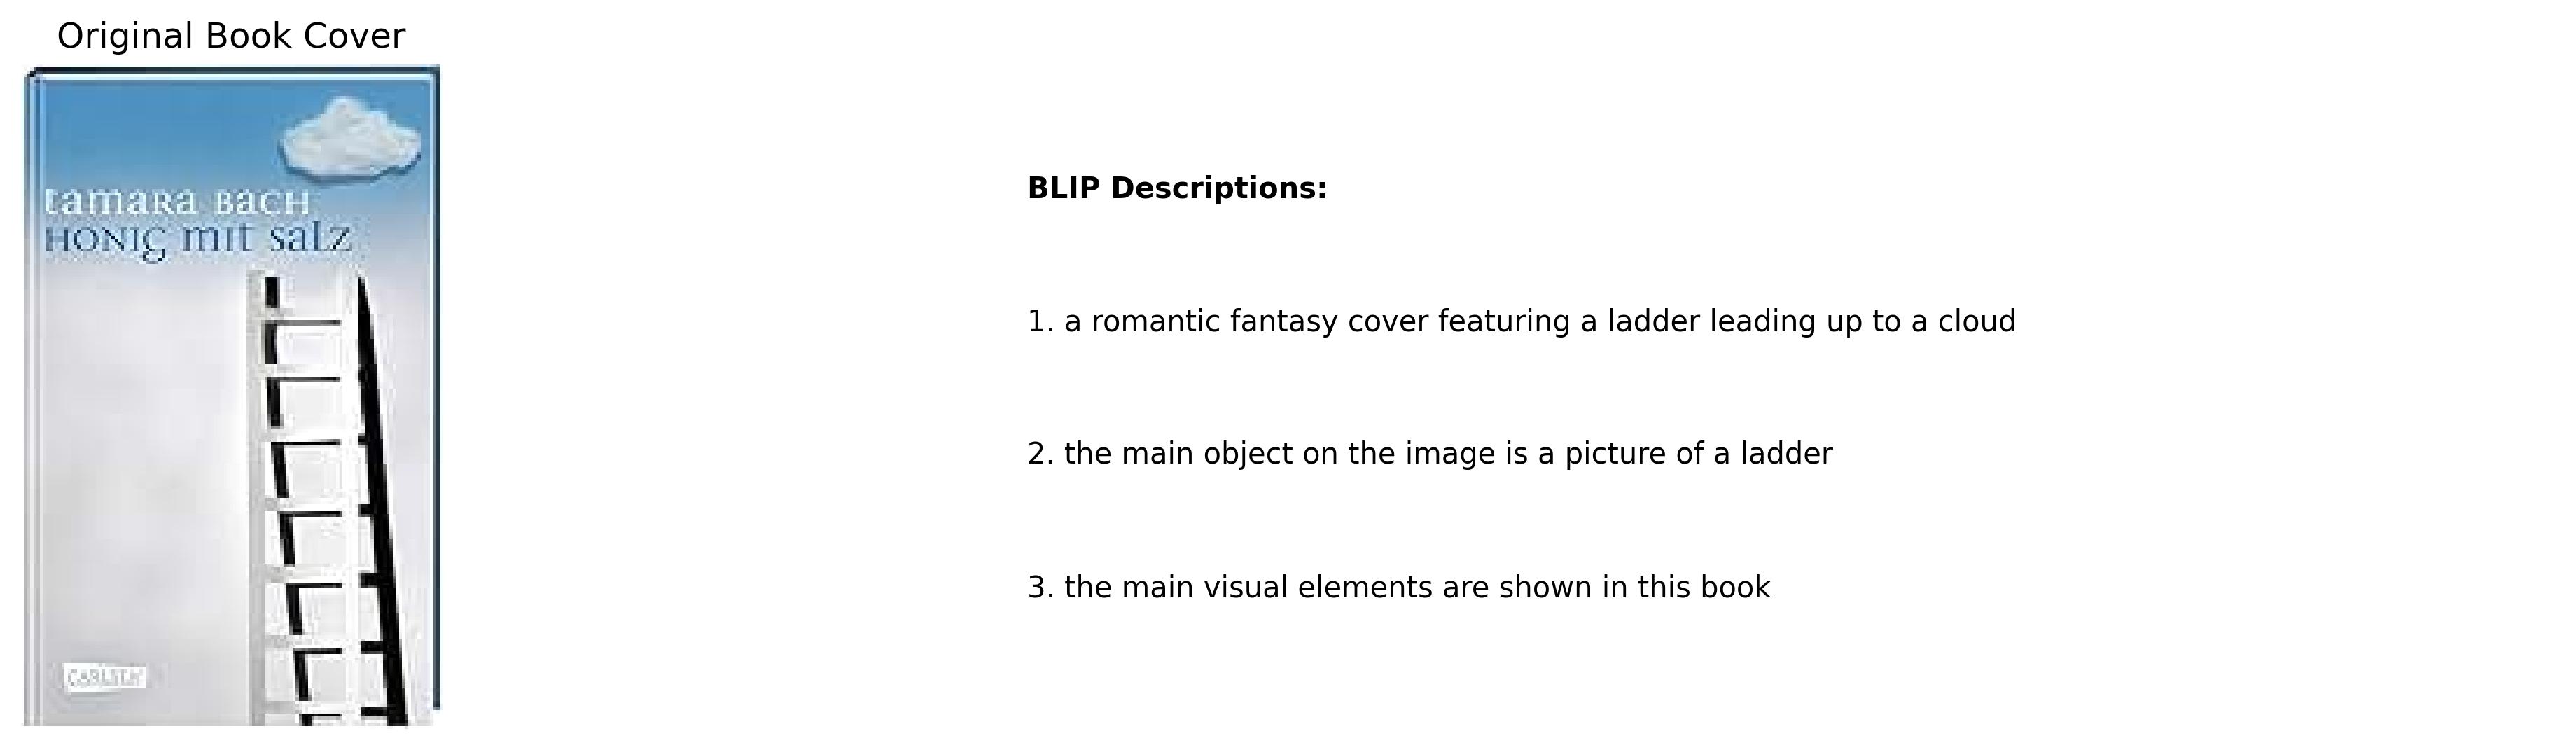 Original Book Cover
tamara bach
Honig mit salz
CARLSEN
BLIP Descriptions:
1. a romantic fantasy cover featuring a ladder leading up to a cloud
2. the main object on the image is a picture of a ladder
3. the main visual elements are shown in this book